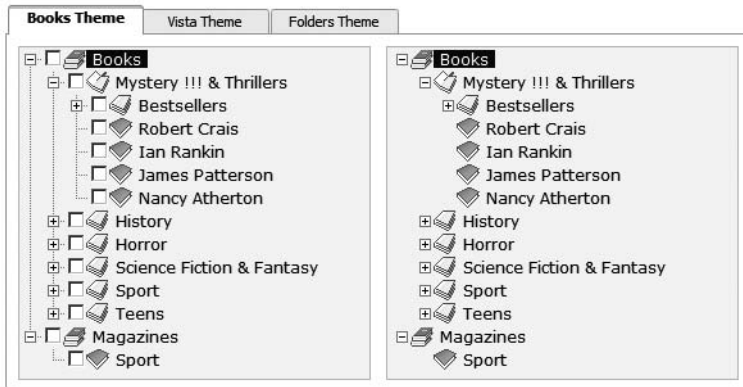 Books Theme
Vista Theme
Folders Theme
Books
Mystery !!! & Thrillers
Bestsellers
Robert Crais
Ian Rankin
James Patterson
Nancy Atherton
History
Horror
Science Fiction & Fantasy
Sport
Teens
Magazines
Sport
Books
Mystery !!! & Thrillers
Bestsellers
Robert Crais
Ian Rankin
James Patterson
Nancy Atherton
History
Horror
Science Fiction & Fantasy
Sport
Teens
Magazines
Sport